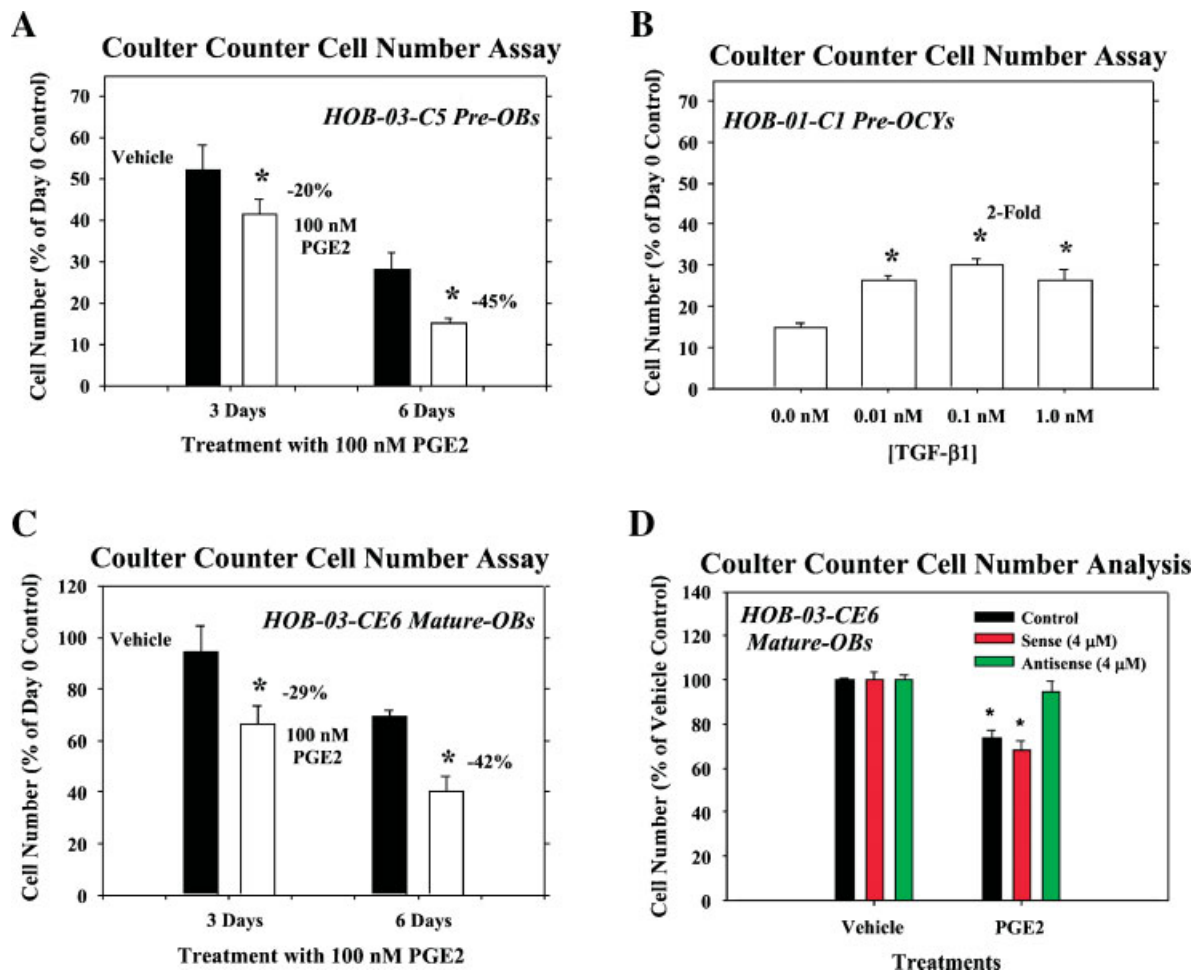 A
Coulter Counter Cell Number Assay
Cell Number (% of Day 0 Control)
70
60
50
40
30
20
10
0
HOB-03-C5 Pre-OBs
Vehicle
*
-20%
100 nM
PGE2
*
-45%
3 Days
6 Days
Treatment with 100 nM PGE2
B
Coulter Counter Cell Number Assay
Cell Number (% of Day 0 Control)
70
60
50
40
30
20
10
0
HOB-01-C1 Pre-OCYs
2-Fold
*
*
*
0.0 nM
0.01 nM
0.1 nM
1.0 nM
[TGF-β1]
C
Coulter Counter Cell Number Assay
Cell Number (% of Day 0 Control)
120
100
80
60
40
20
0
HOB-03-CE6 Mature-OBs
Vehicle
*
-29%
100 nM
PGE2
*
-42%
3 Days
6 Days
Treatment with 100 nM PGE2
D
Coulter Counter Cell Number Analysis
Cell Number (% of Vehicle Control)
140
120
100
80
60
40
20
0
HOB-03-CE6
Mature-OBs
Control
Sense (4 μM)
Antisense (4 μM)
*
*
Vehicle
PGE2
Treatments